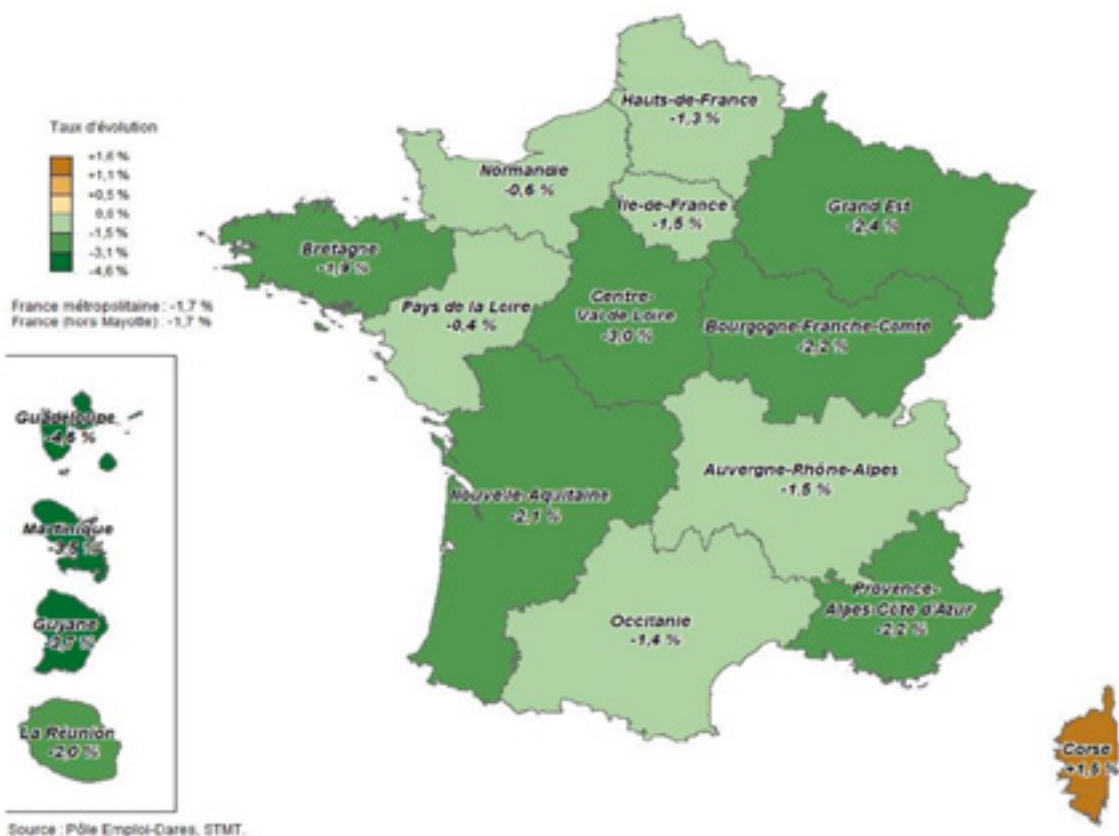 Taux d'évolution
+1,6 %
+1,1 %
+0,5 %
0,0 %
-1,5 %
-3,1 %
-4,6 %
France métropolitaine : -1,7 %
France (hors Mayotte) : -1,7 %
Hauts-de-France
-1,3 %
Normandie
-0,6 %
Île-de-France
-1,5 %
Grand Est
-2,4 %
Bretagne
-1,9 %
Pays de la Loire
-0,4 %
Centre-
Val de Loire
-3,0 %
Bourgogne-Franche-Comté
-2,2 %
Nouvelle-Aquitaine
-2,1 %
Auvergne-Rhône-Alpes
-1,5 %
Occitanie
-1,4 %
Provence-
Alpes Côte d'Azur
-2,2 %
Corse
Guadeloupe
Martinique
Guyane
La Réunion
-2,0 %
Source : Pôle Emploi-Dares, STMT.